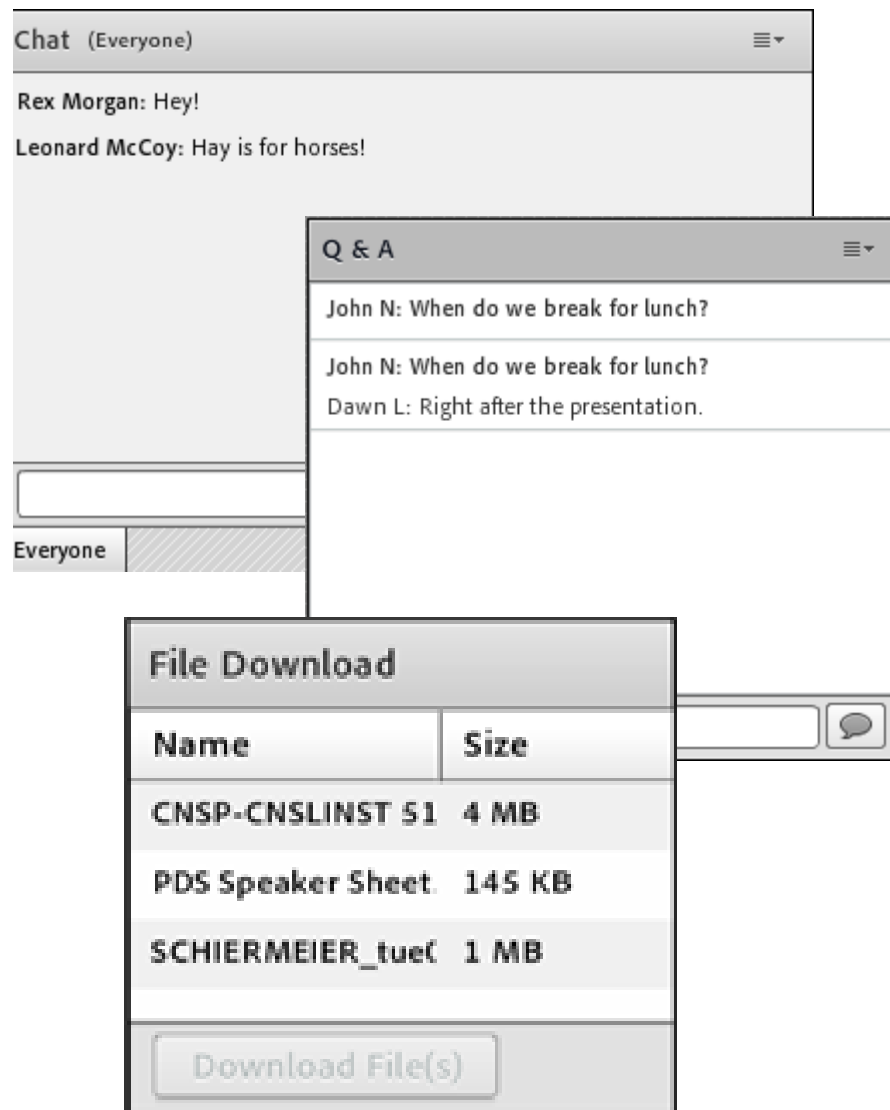 Chat (Everyone)
Rex Morgan: Hey!
Leonard McCoy: Hay is for horses!
Everyone
Q & A
John N: When do we break for lunch?
John N: When do we break for lunch?
Dawn L: Right after the presentation.
File Download
Name Size
CNSP-CNSLINST 51 4 MB
PDS Speaker Sheet. 145 KB
SCHIERMEIER_tue 1 MB
Download File(s)